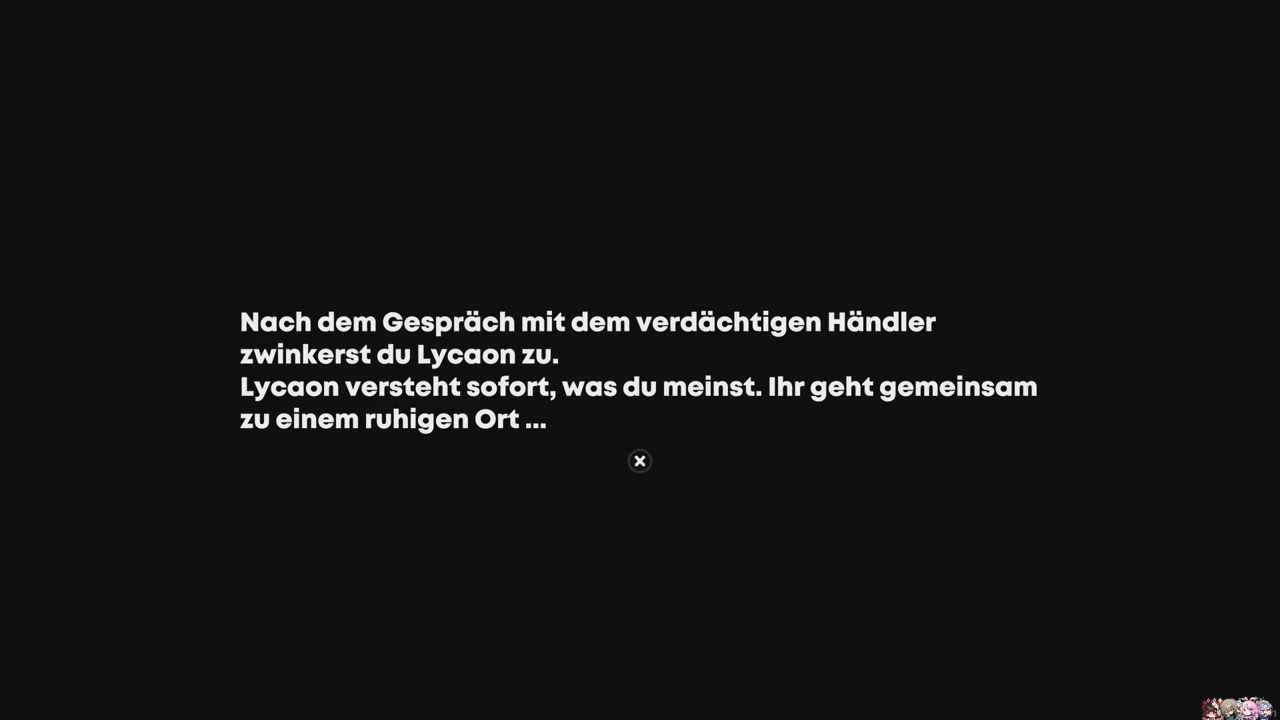 Nach dem Gespräch mit dem verdächtigen Händler
zwinkerst du Lycaon zu.
Lycaon versteht sofort, was du meinst. Ihr geht gemeinsam
zu einem ruhigen Ort ...